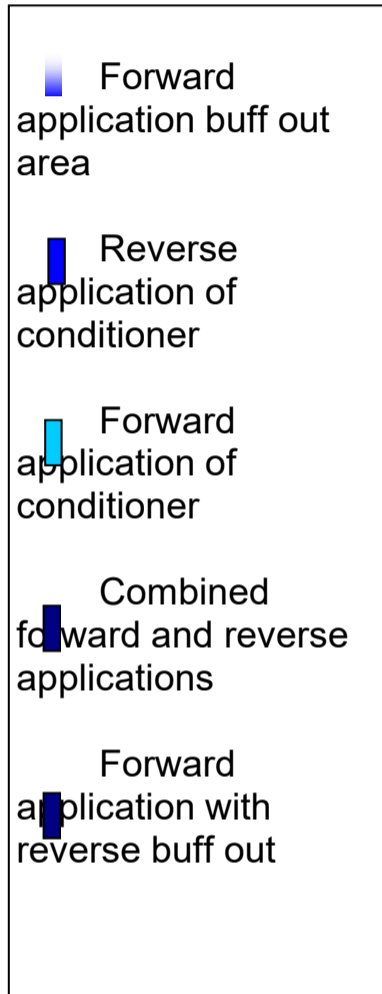 Forward
application buff out
area
Reverse
application of
conditioner
Forward
application of
conditioner
Combined
forward and reverse
applications
Forward
application with
reverse buff out